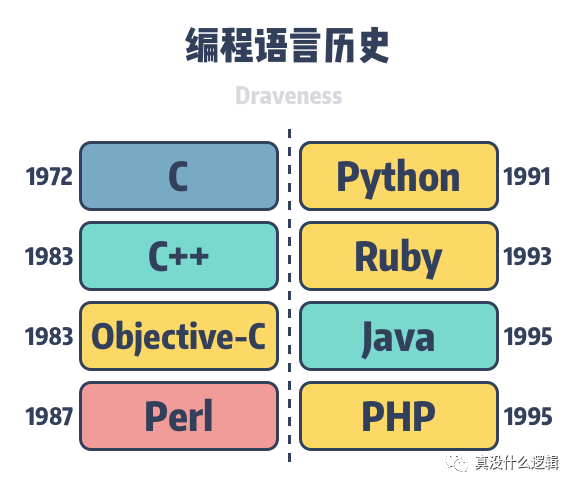 编程语言历史
Draveness
1972 C
1983 C++
1983 Objective-C
1987 Perl
Python 1991
Ruby 1993
Java 1995
PHP 1995
真没什么逻辑